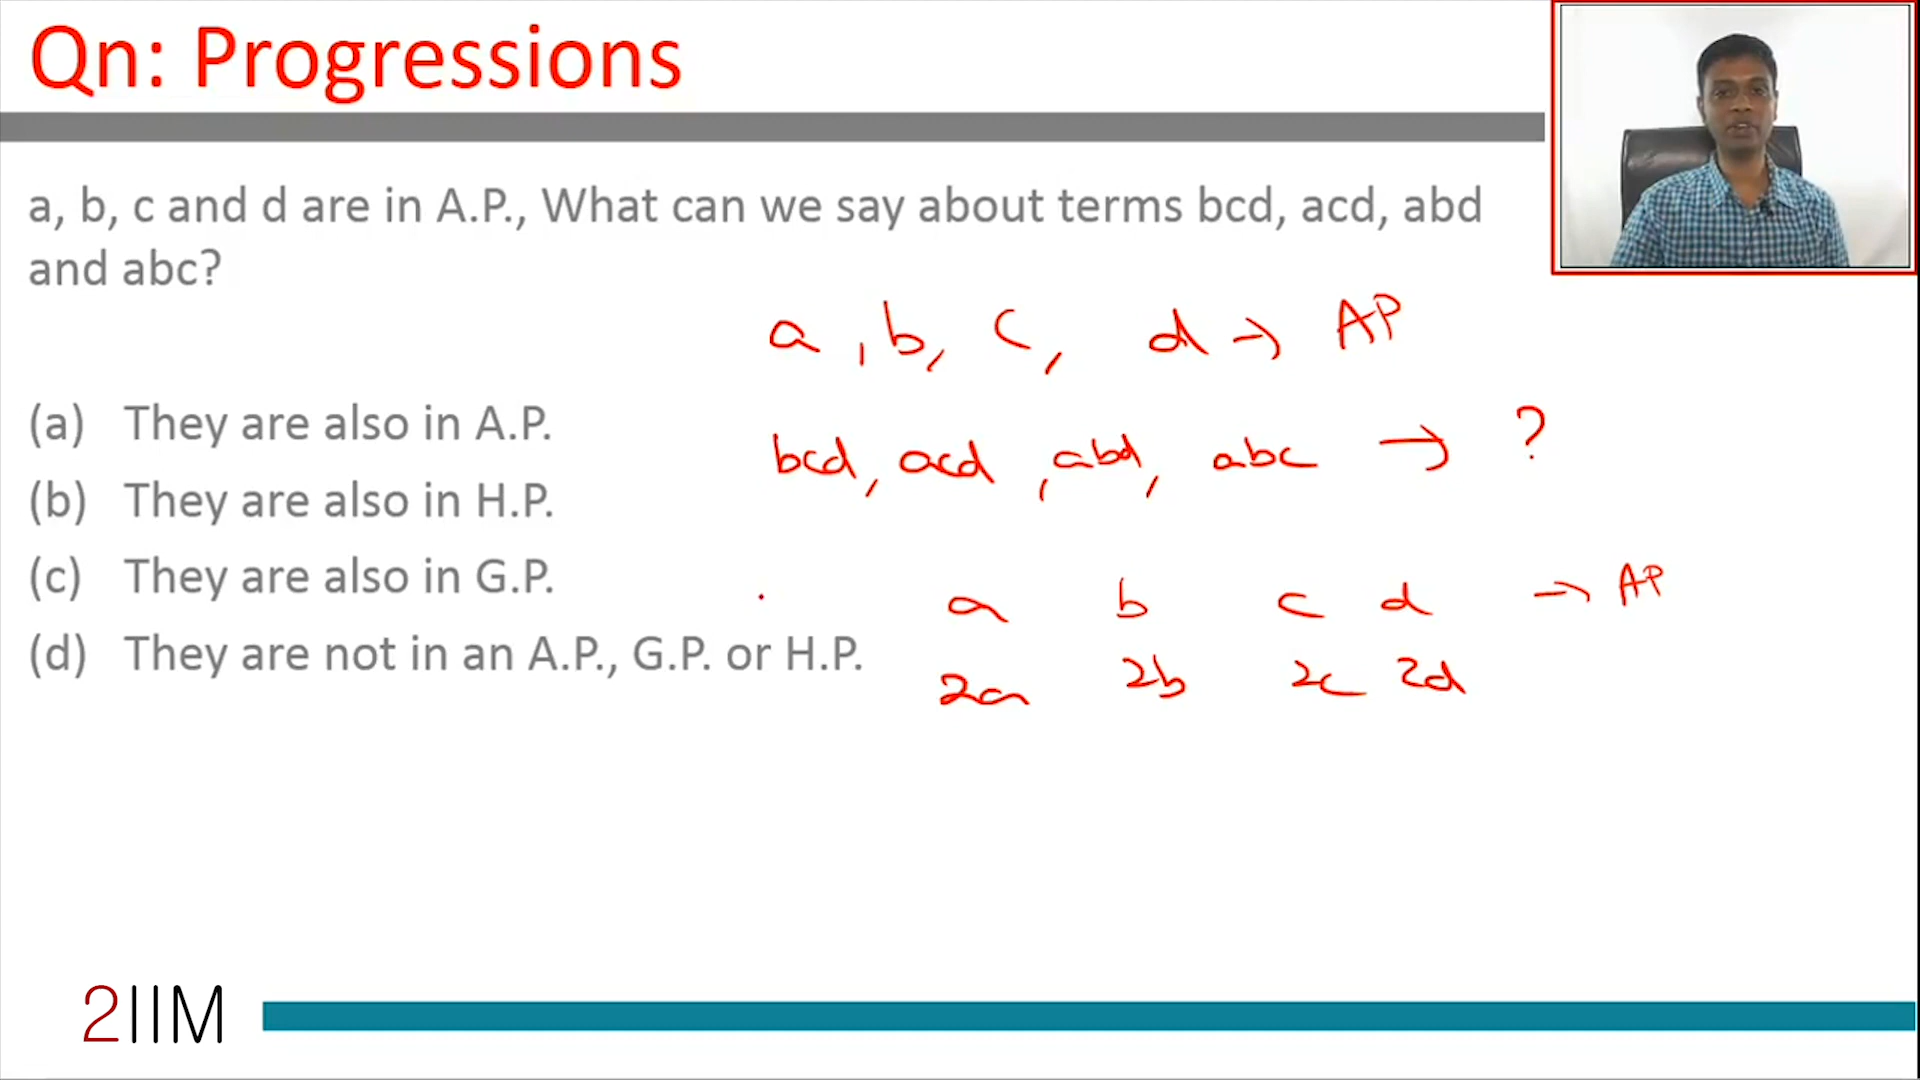 Qn: Progressions
a, b, c and d are in A.P., What can we say about terms bcd, acd, abd
and abc?
a, b, c, d → AP
(a) They are also in A.P.
bcd, acd, abd, abc → ?
(b) They are also in H.P.
(c) They are also in G.P.
a b c d → AP
(d) They are not in an A.P., G.P. or H.P.
2a 2b 2c 2d
2IIM